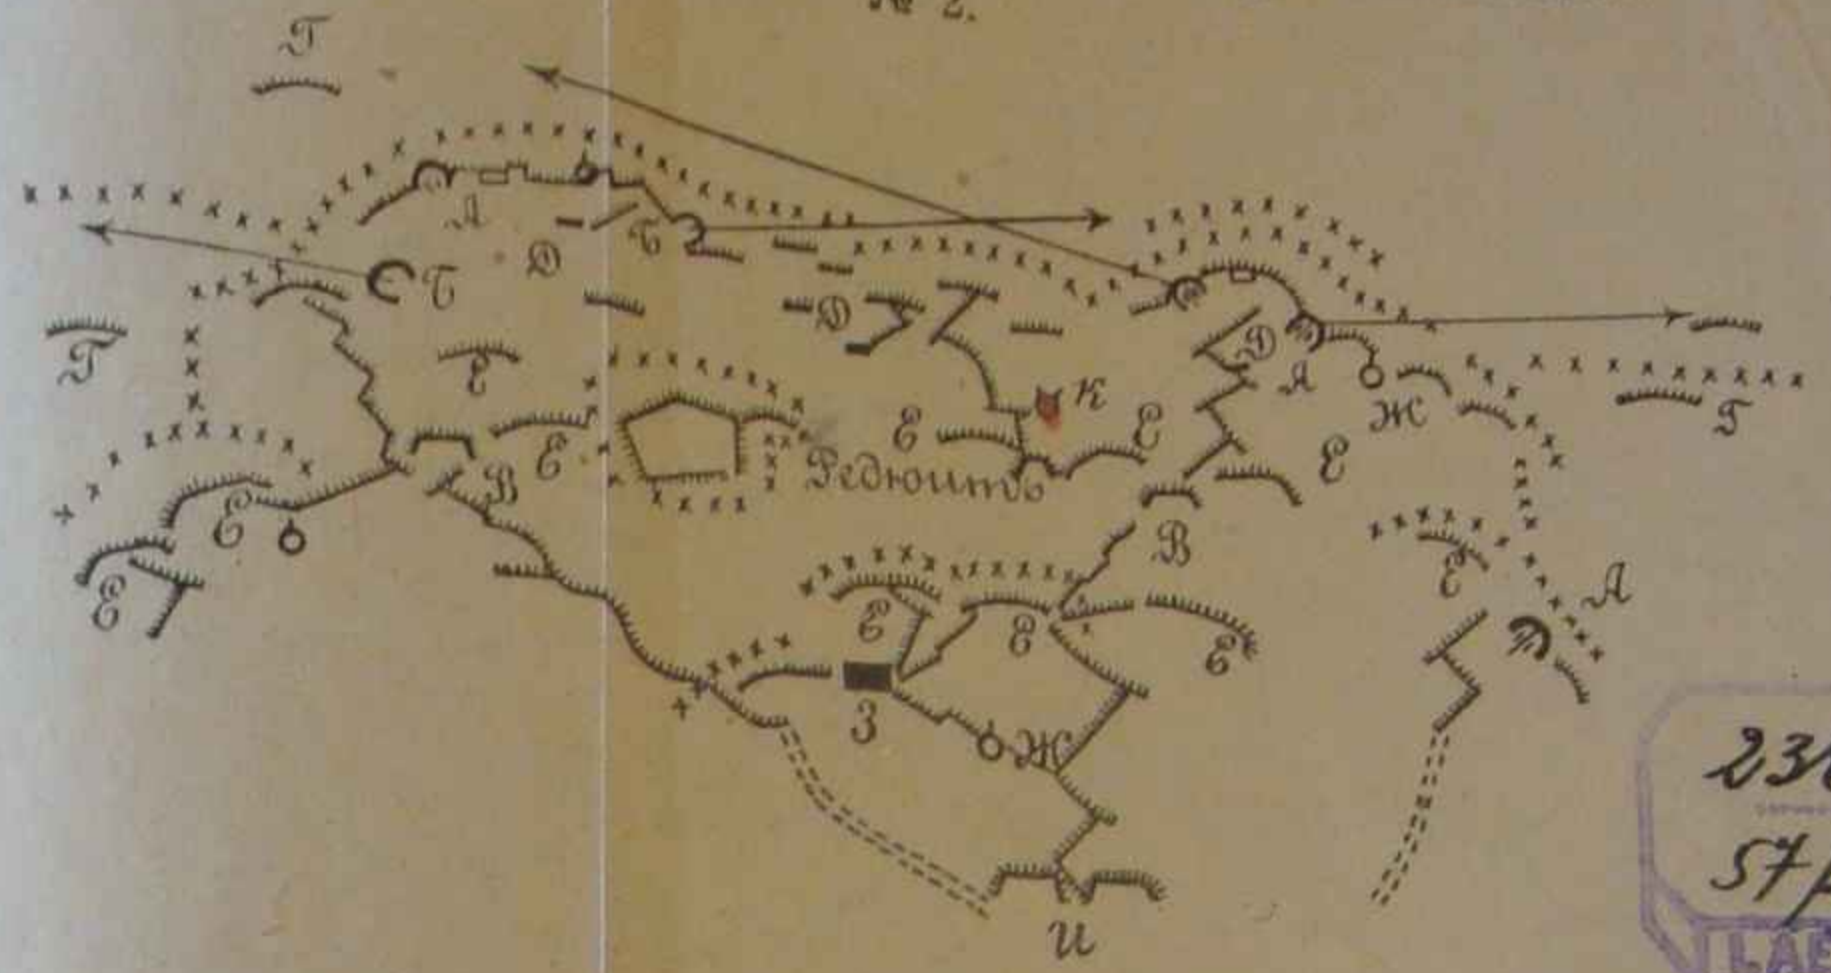 № 2.
Г
А
Б
Д
Б
Г
Д
Д
А
Е
К
Ж
Г
Е
Е
Е
Редюитъ
В
Е
Е
В
Е
А
Е
Е
Е
Е
З
Ж
57
И